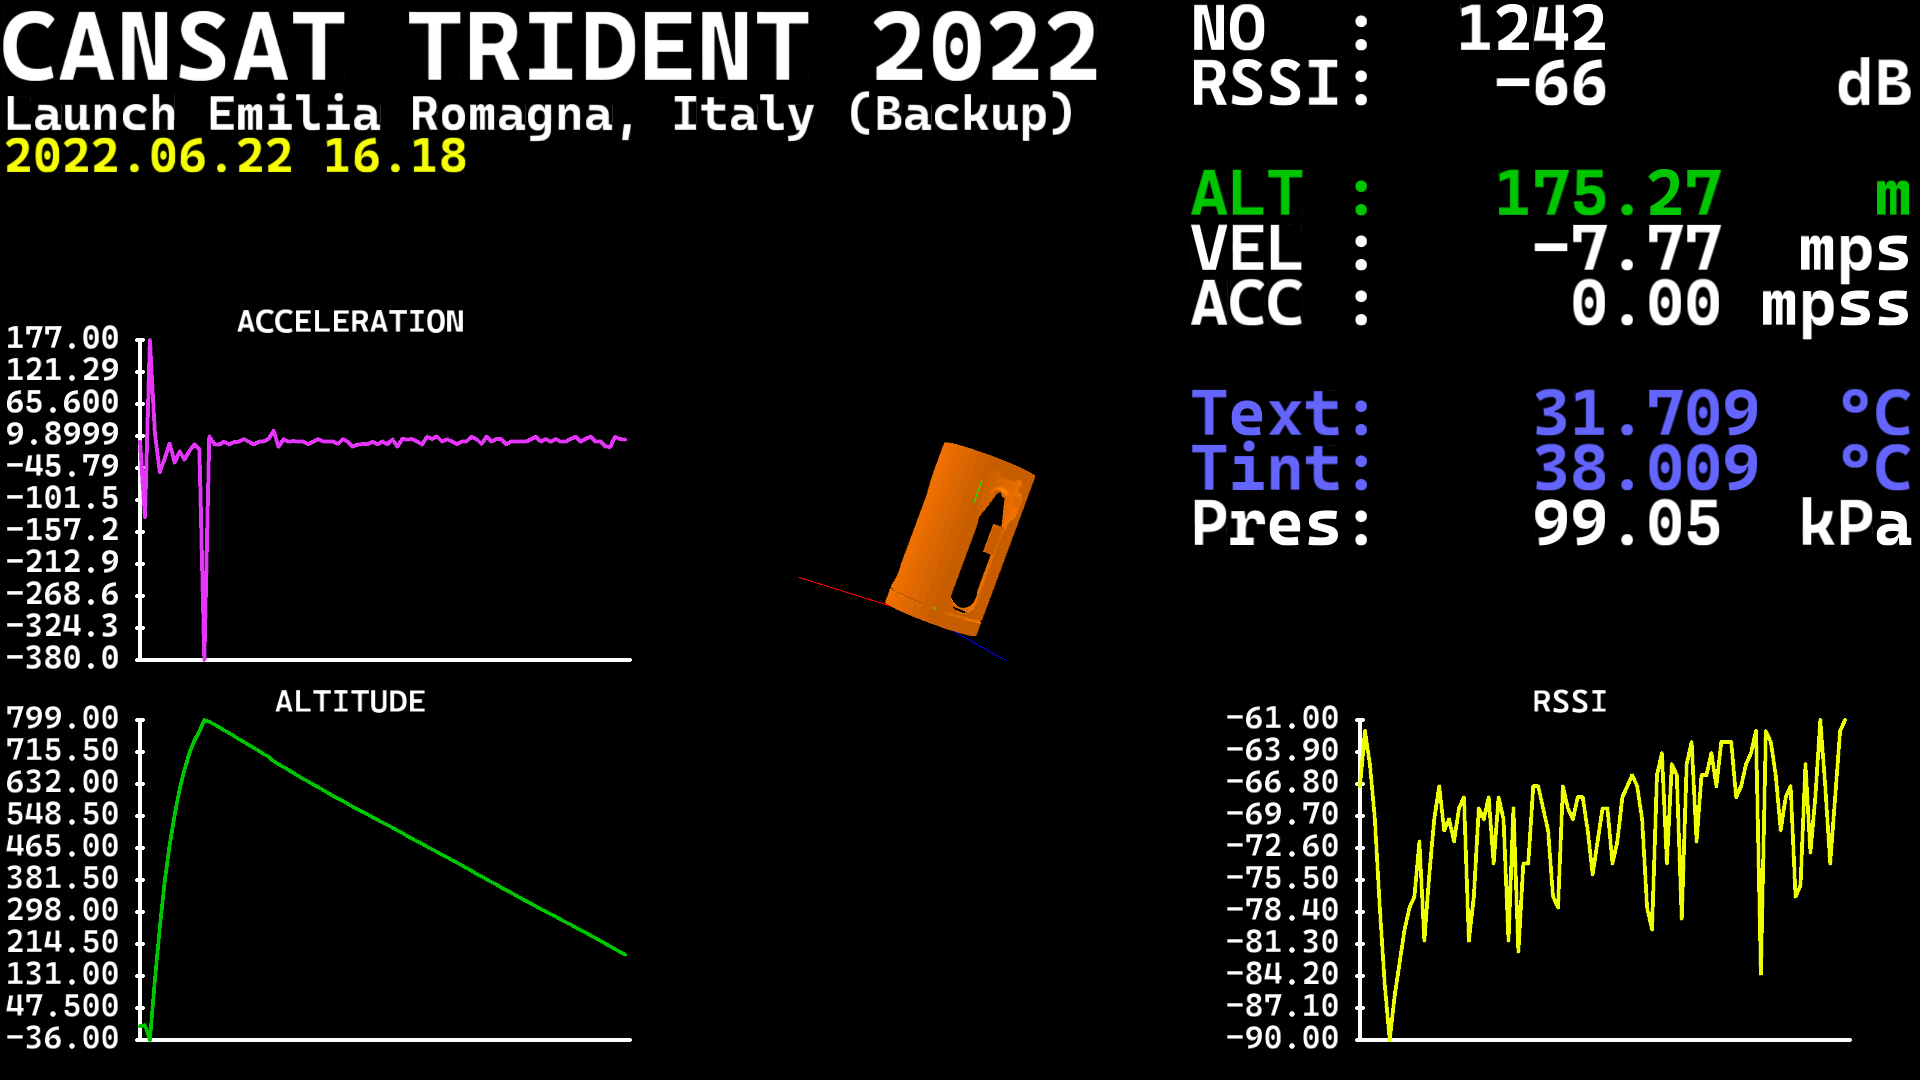 CANSAT TRIDENT 2022
Launch Emilia Romagna, Italy (Backup)
2022.06.22 16.18
NO : 1242
RSSI: −66 dB
ALT : 175.27 m
VEL : −7.77 mps
ACC : 0.00 mpss
Text: 31.709 °C
Tint: 38.009 °C
Pres: 99.05 kPa
ACCELERATION
177.00
121.29
65.600
9.8999
−45.79
−101.5
−157.2
−212.9
−268.6
−324.3
−380.0
ALTITUDE
799.00
715.50
632.00
548.50
465.00
381.50
298.00
214.50
131.00
47.500
−36.00
RSSI
−61.00
−63.90
−66.80
−69.70
−72.60
−75.50
−78.40
−81.30
−84.20
−87.10
−90.00